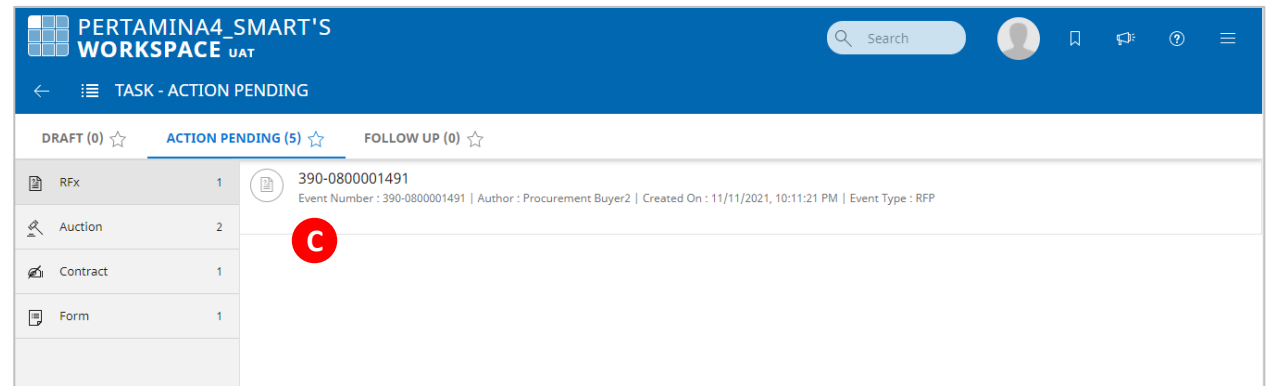 PERTAMINA4_SMART'S
WORKSPACE UAT
Search
TASK - ACTION PENDING
DRAFT (0) ACTION PENDING (5) FOLLOW UP (0)
RFx 1
390-0800001491
Event Number : 390-0800001491 | Author : Procurement Buyer2 | Created On : 11/11/2021, 10:11:21 PM | Event Type : RFP
Auction 2
C
Contract 1
Form 1